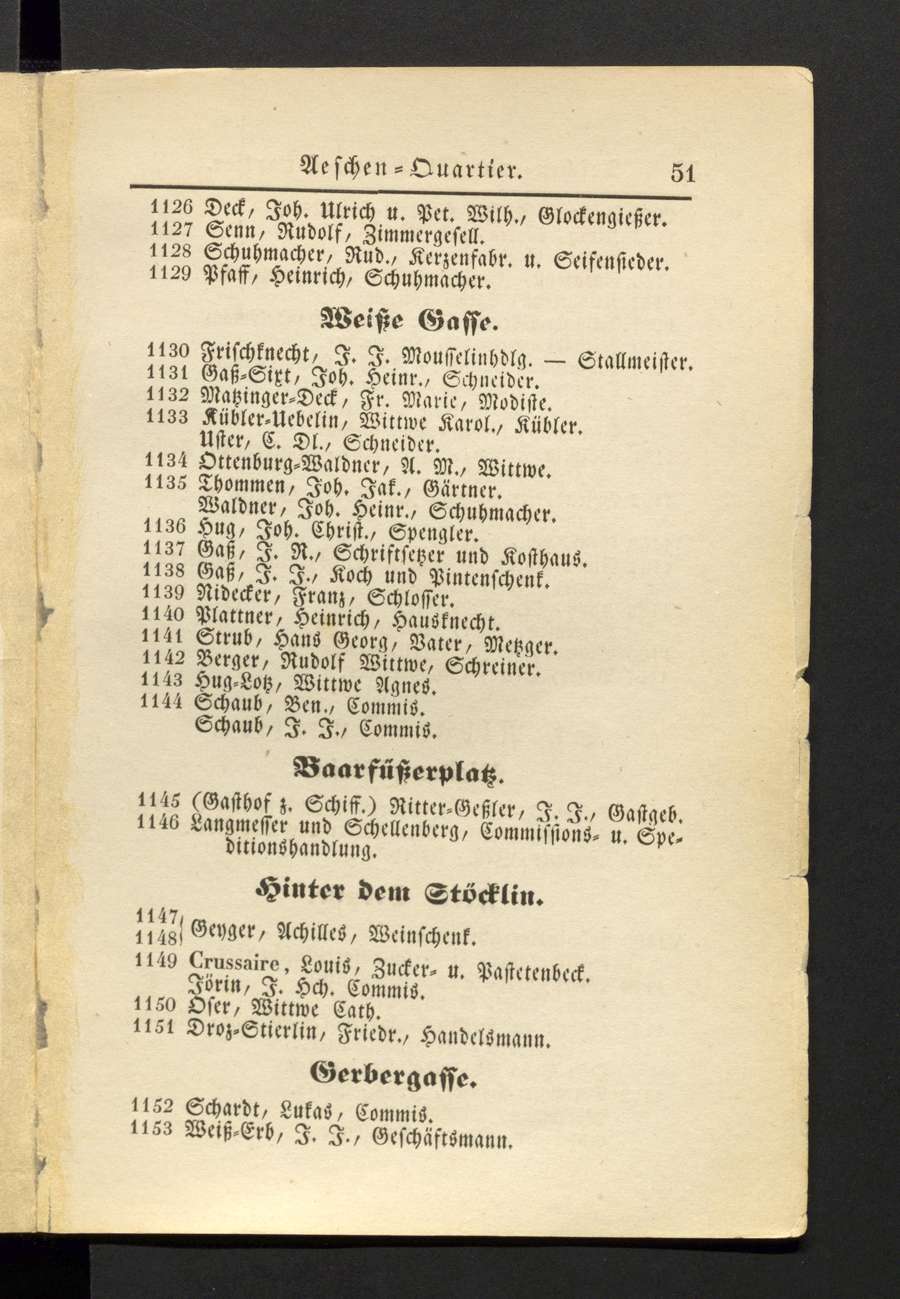 Aeschen=Quartier. 51
1126 Deck, Joh. Ulrich u. Pet. Wilh., Glockengießer.
1127 Senn, Rudolf, Zimmergesell.
1128 Schuhmacher, Rud., Kerzenfabr. u. Seifensieder.
1129 Pfaff, Heinrich, Schuhmacher.
Weiße Gasse.
1130 Frischknecht, J. J. Mousselinhdlg. — Stallmeister.
1131 Gaß=Sixt, Joh. Heinr., Schneider.
1132 Matzinger=Deck, Fr. Marie, Modiste.
1133 Kübler=Uebelin, Wittwe Karol., Kübler.
Uster, C. Dl., Schneider.
1134 Ottenburg=Waldner, A. M., Wittwe.
1135 Thommen, Joh. Jak., Gärtner.
Waldner, Joh. Heinr., Schuhmacher.
1136 Hug, Joh. Christ., Spengler.
1137 Gaß, J. R., Schriftsetzer und Kosthaus.
1138 Gaß, J. J., Koch und Pintenschenk.
1139 Nidecker, Franz, Schlosser.
1140 Plattner, Heinrich, Hausknecht.
1141 Strub, Hans Georg, Vater, Metzger.
1142 Berger, Rudolf Wittwe, Schreiner.
1143 Hug=Lotz, Wittwe Agnes.
1144 Schaub, Ben., Commis.
Schaub, J. J., Commis.
Baarfüßerplatz.
1145 (Gasthof z. Schiff.) Ritter=Geßler, J. J., Gastgeb.
1146 Langmesser und Schellenberg, Commissions= u. Spe=
ditionshandlung.
Hinter dem Stöcklin.
1147,
1148} Geyger, Achilles, Weinschenk.
1149 Crussaire, Louis, Zucker= u. Pastetenbeck.
Jörin, J. Hch. Commis.
1150 Oser, Wittwe Cath.
1151 Droz=Stierlin, Friedr., Handelsmann.
Gerbergasse.
1152 Schardt, Lukas, Commis.
1153 Weiß=Erb, J. J., Geschäftsmann.